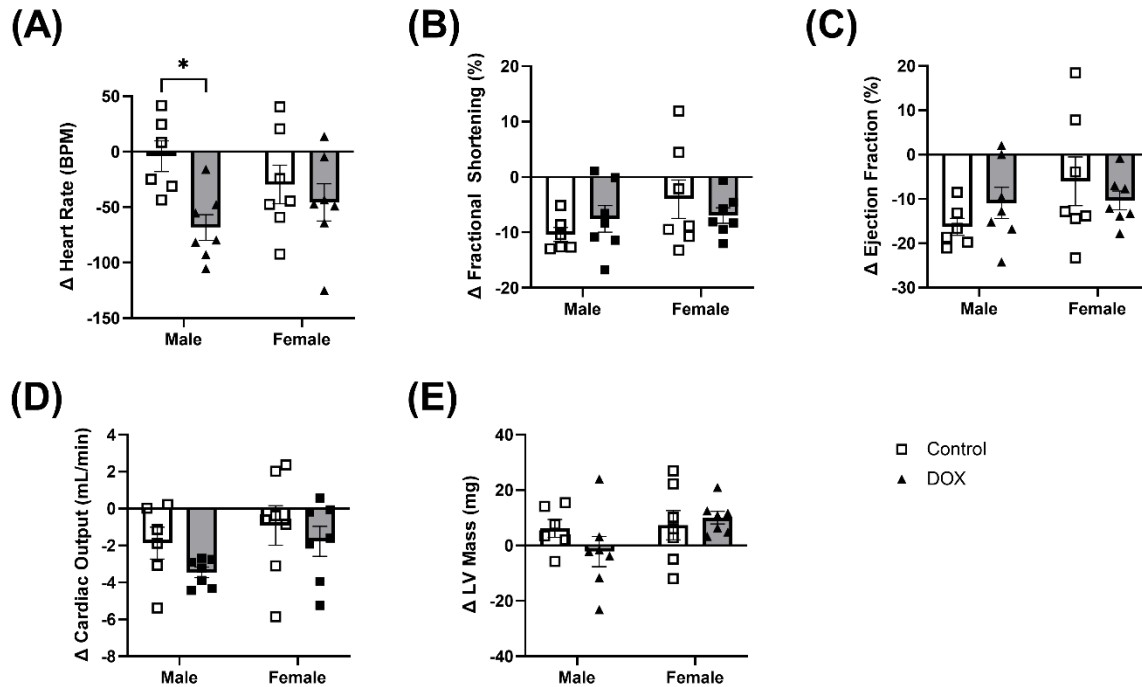 (A)
*
Δ Heart Rate (BPM)
50
0
-50
-100
-150
Male Female
(B)
Δ Fractional Shortening (%)
20
10
0
-10
-20
Male Female
(C)
Δ Ejection Fraction (%)
20
10
0
-10
-20
-30
Male Female
(D)
Δ Cardiac Output (mL/min)
4
2
0
-2
-4
-6
-8
Male Female
(E)
Δ LV Mass (mg)
40
20
0
-20
-40
Male Female
Control
DOX